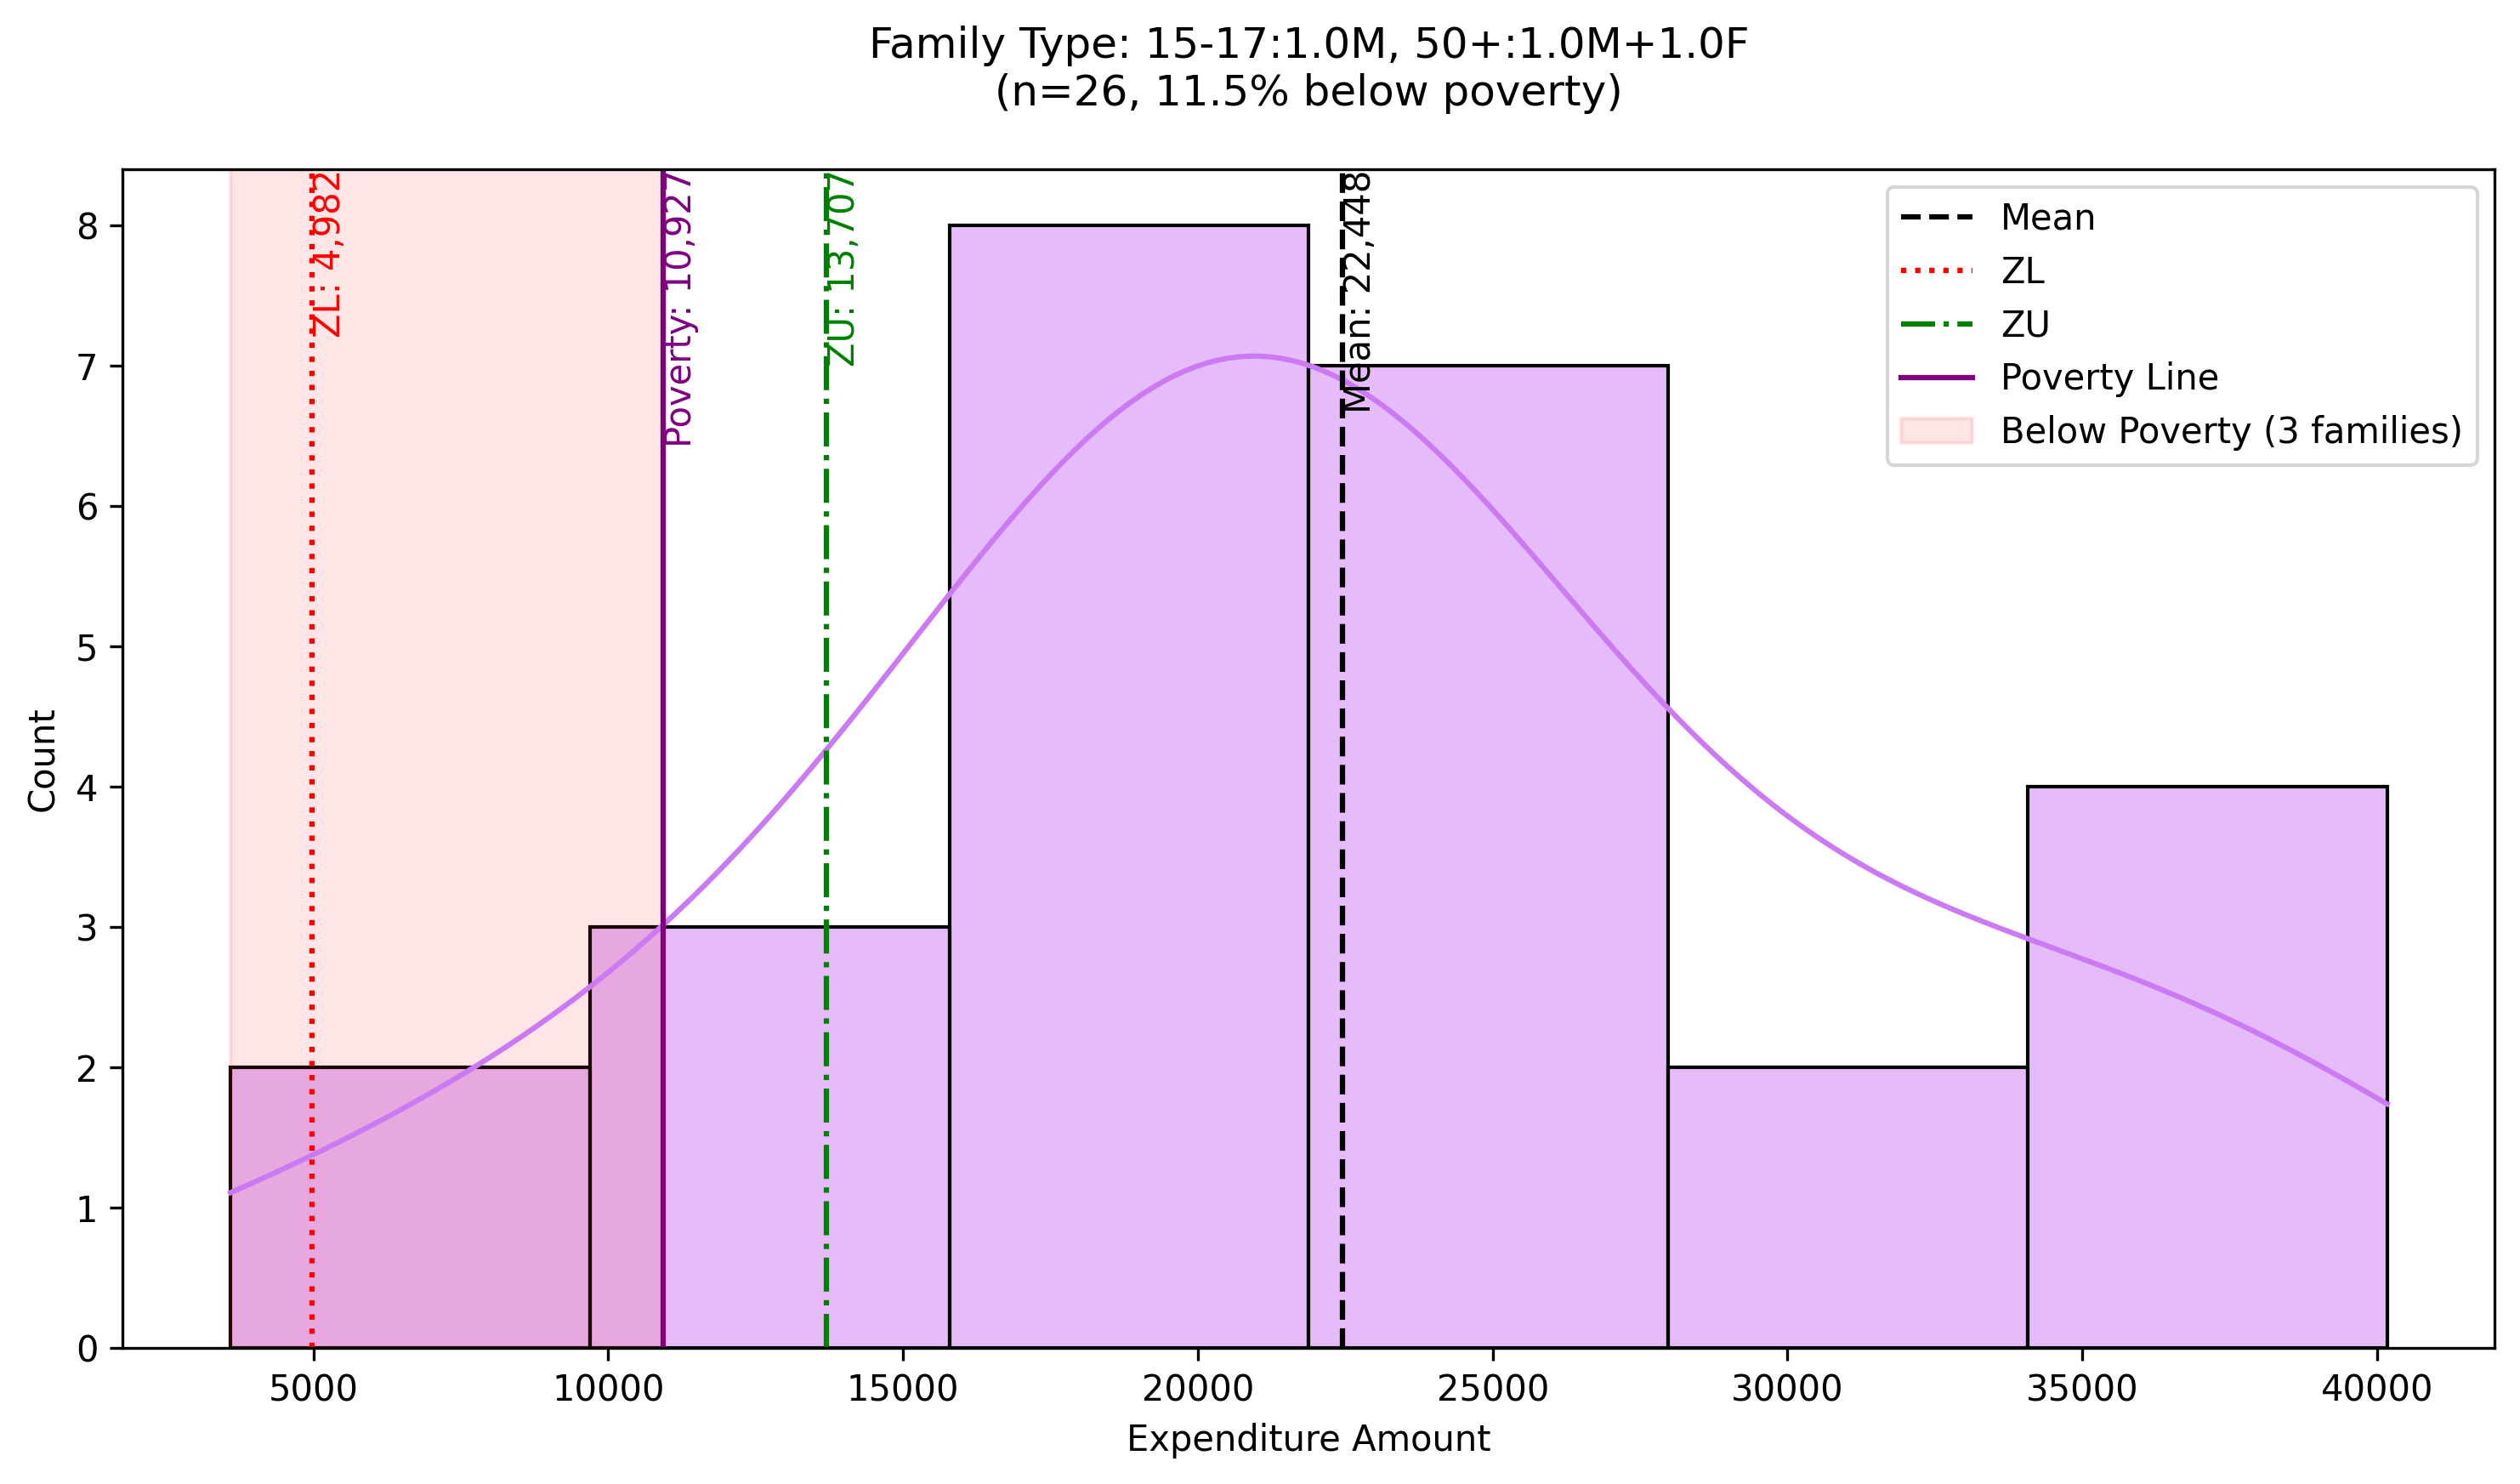 Family Type: 15-17:1.0M, 50+:1.0M+1.0F
(n=26, 11.5% below poverty)
ZL: 4,982
Poverty: 10,927
ZU: 13,707
Mean: 22,448
Mean
ZL
ZU
Poverty Line
Below Poverty (3 families)
Count
8
7
6
5
4
3
2
1
0
5000
10000
15000
20000
25000
30000
35000
40000
Expenditure Amount